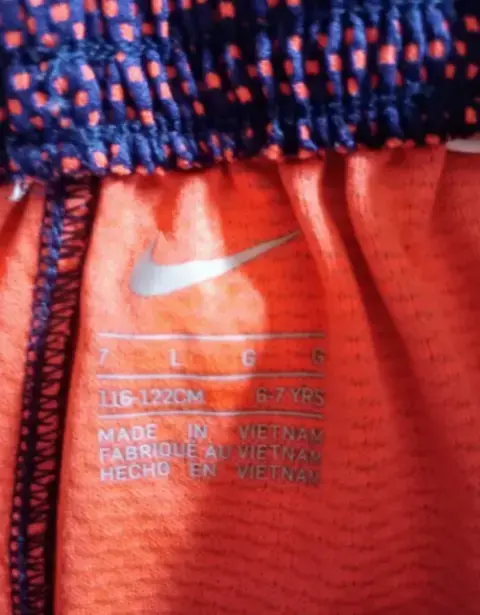 7 L G G
116-122CM 6-7 YRS
MADE IN VIETNAM
FABRIQUÉ AU VIETNAM
HECHO EN VIETNAM